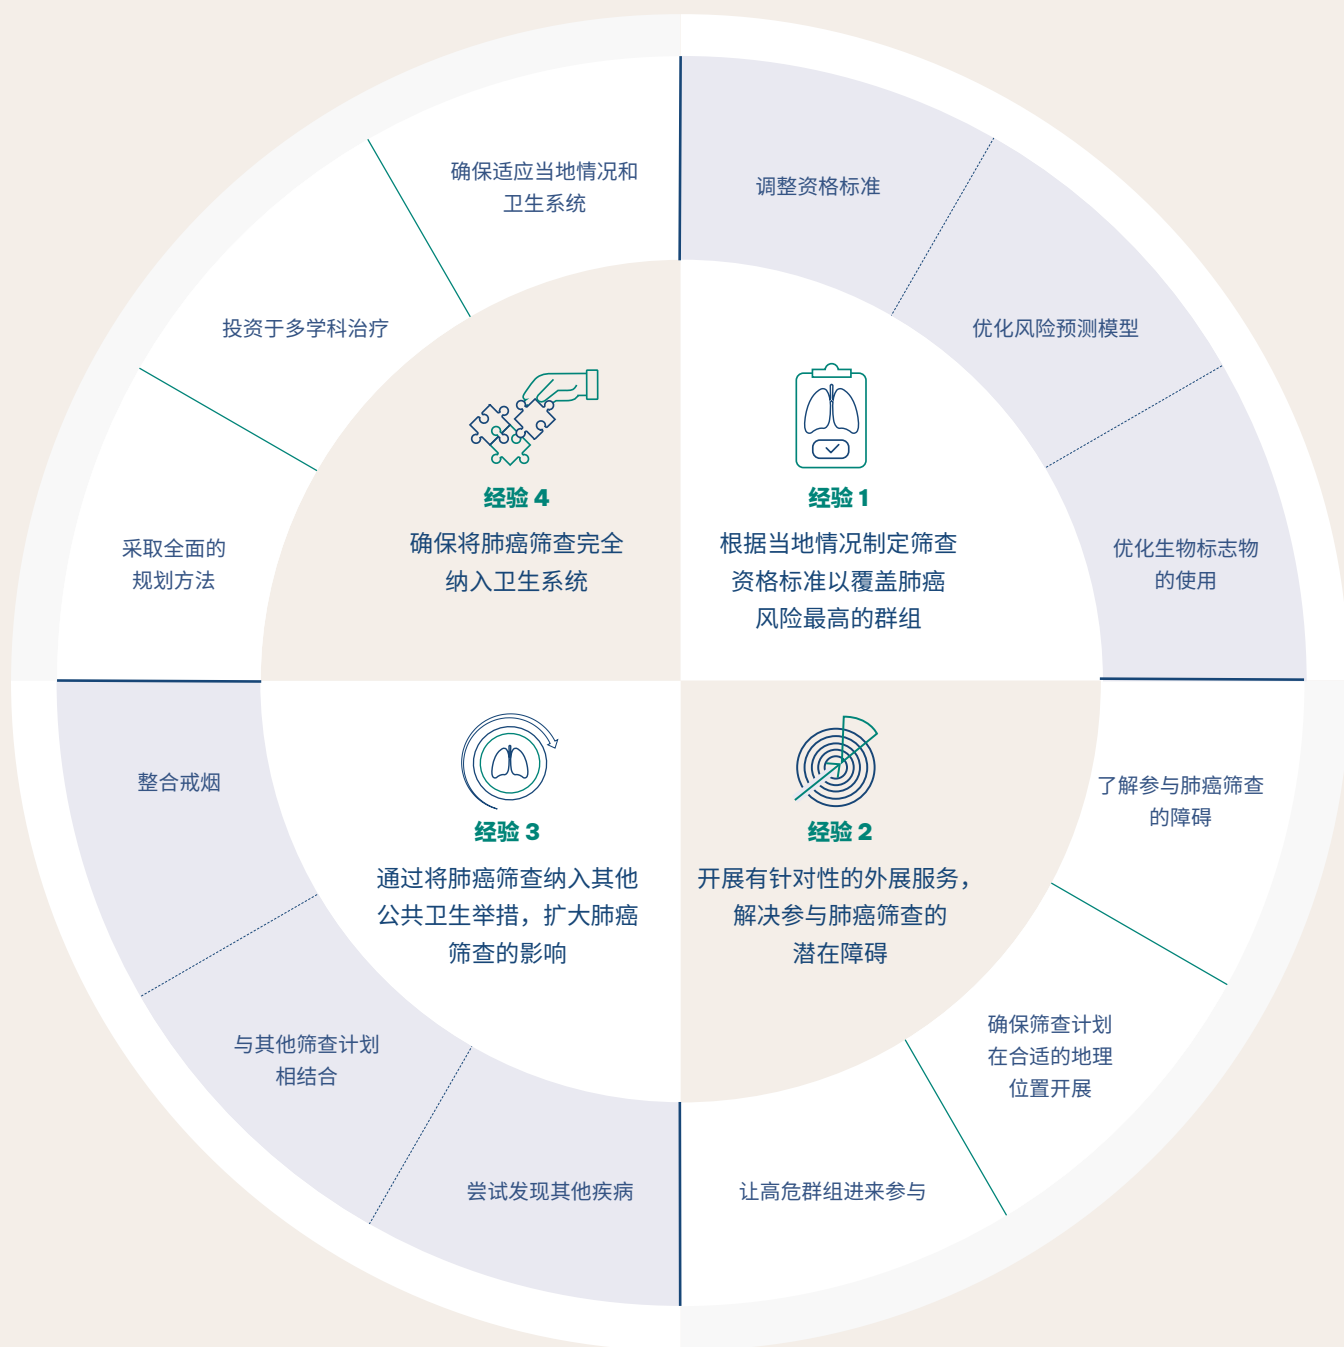 经验 1
根据当地情况制定筛查
资格标准以覆盖肺癌
风险最高的群组
调整资格标准
优化风险预测模型
优化生物标志物
的使用
经验 2
开展有针对性的外展服务，
解决参与肺癌筛查的
潜在障碍
了解参与肺癌筛查
的障碍
确保筛查计划
在合适的地理
位置开展
让高危群组进来参与
经验 3
通过将肺癌筛查纳入其他
公共卫生举措，扩大肺癌
筛查的影响
尝试发现其他疾病
与其他筛查计划
相结合
整合戒烟
经验 4
确保将肺癌筛查完全
纳入卫生系统
采取全面的
规划方法
投资于多学科治疗
确保适应当地情况和
卫生系统